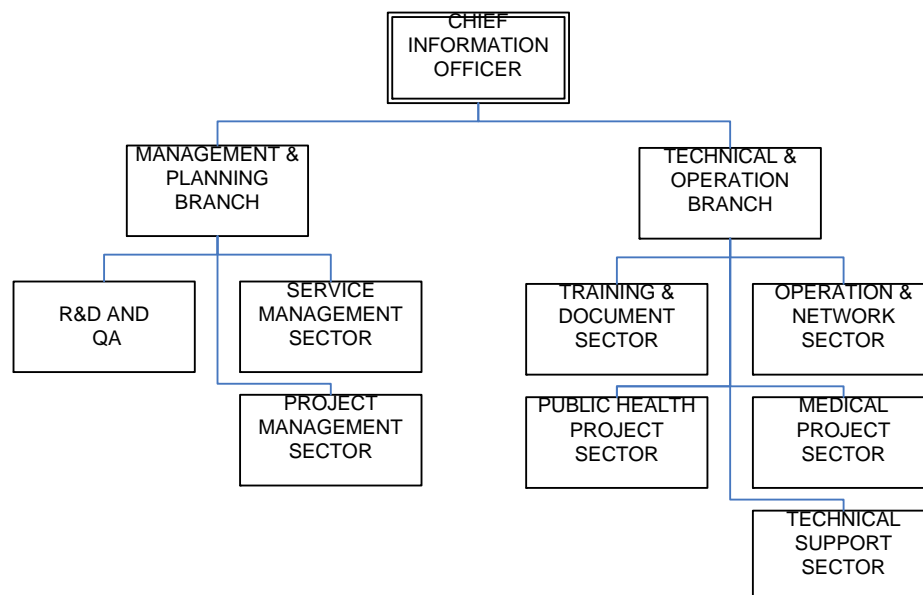 CHIEF
INFORMATION
OFFICER
MANAGEMENT &
PLANNING
BRANCH
TECHNICAL &
OPERATION
BRANCH
R&D AND
QA
SERVICE
MANAGEMENT
SECTOR
PROJECT
MANAGEMENT
SECTOR
TRAINING &
DOCUMENT
SECTOR
OPERATION &
NETWORK
SECTOR
PUBLIC HEALTH
PROJECT
SECTOR
MEDICAL
PROJECT
SECTOR
TECHNICAL
SUPPORT
SECTOR